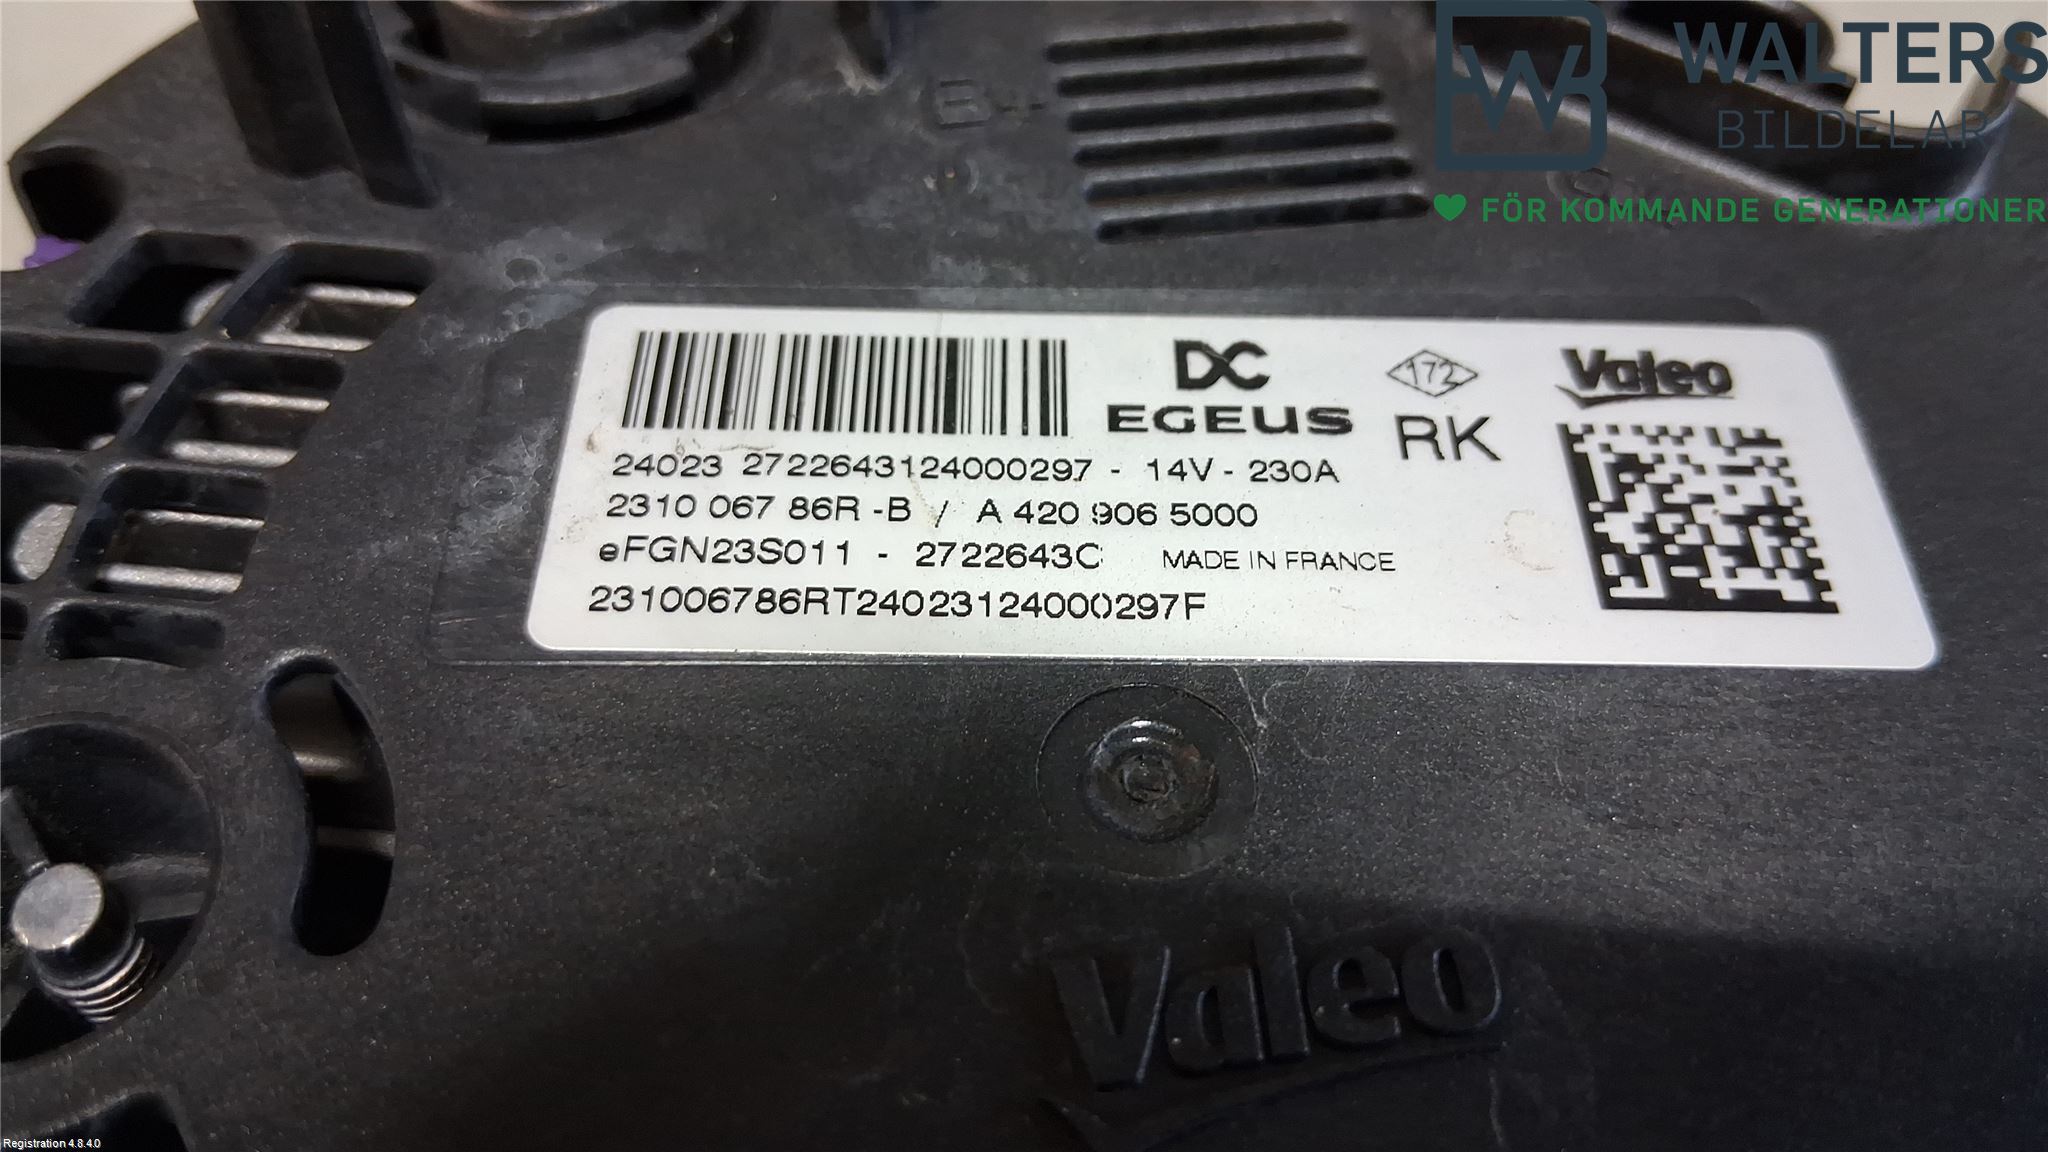 WALTERS
BILDELAR
FÖR KOMMANDE GENERATIONER
B+
DC
EGEUS
172
RK
Valeo
24023 2722643124000297 - 14V - 230A
2310 067 86R -B / A 420 906 5000
eFGN23S011 - 2722643C MADE IN FRANCE
231006786RT24023124000297F
Valeo
Registration 4.8.4.0